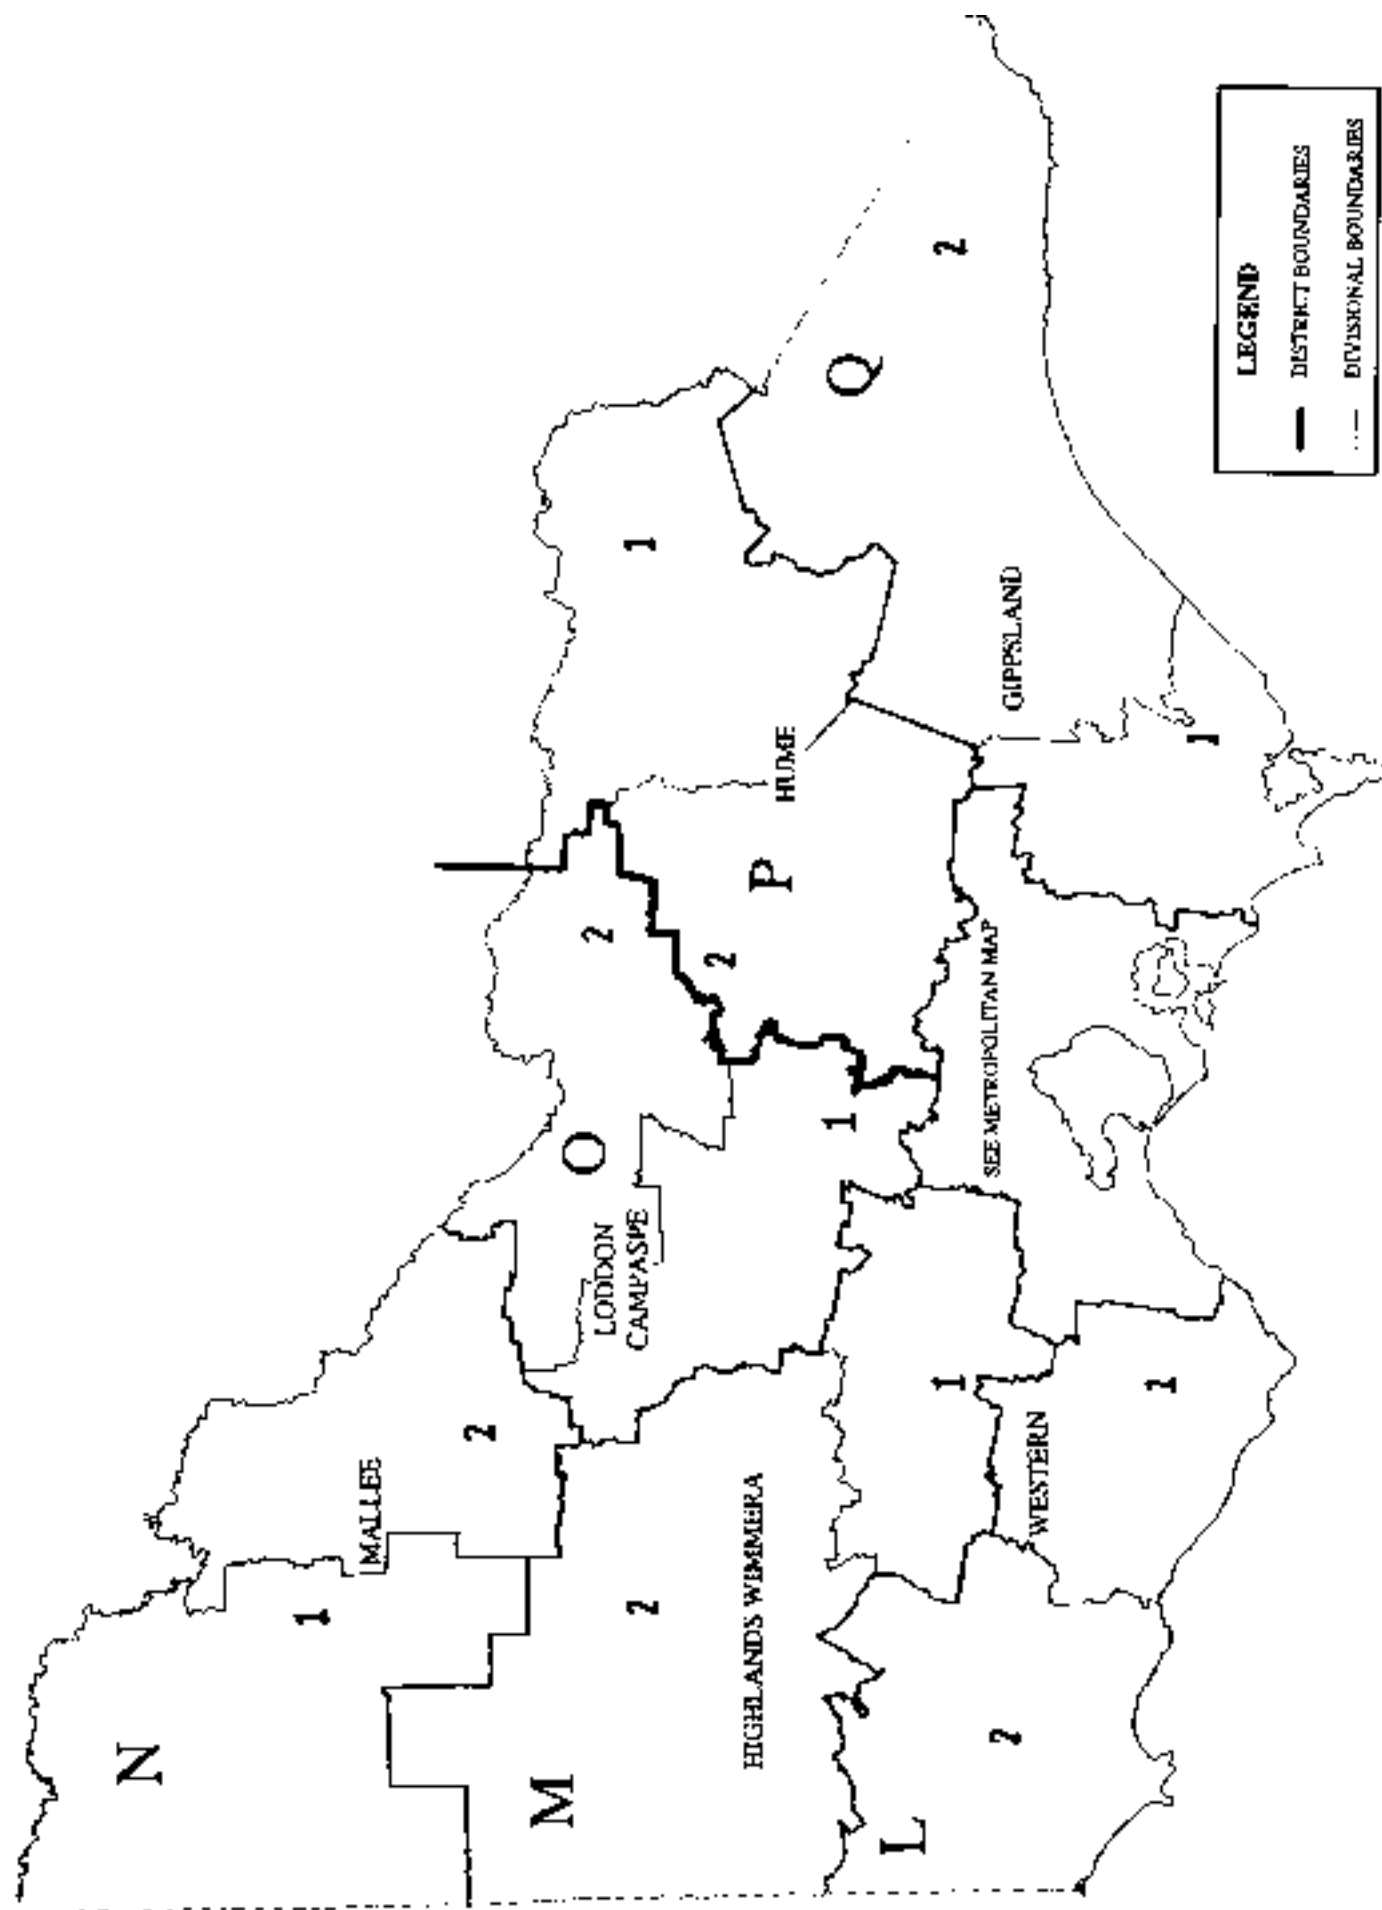 N
1
MALLEE
2
M
2
HIGHLANDS WIMMERA
L
2
WESTERN
1
1
LODDON
CAMPASPE
O
2
1
SEE METROPOLITAN MAP
P
2
HUME
1
GIPPSLAND
1
Q
2
LEGEND
DISTRICT BOUNDARIES
DIVISIONAL BOUNDARIES